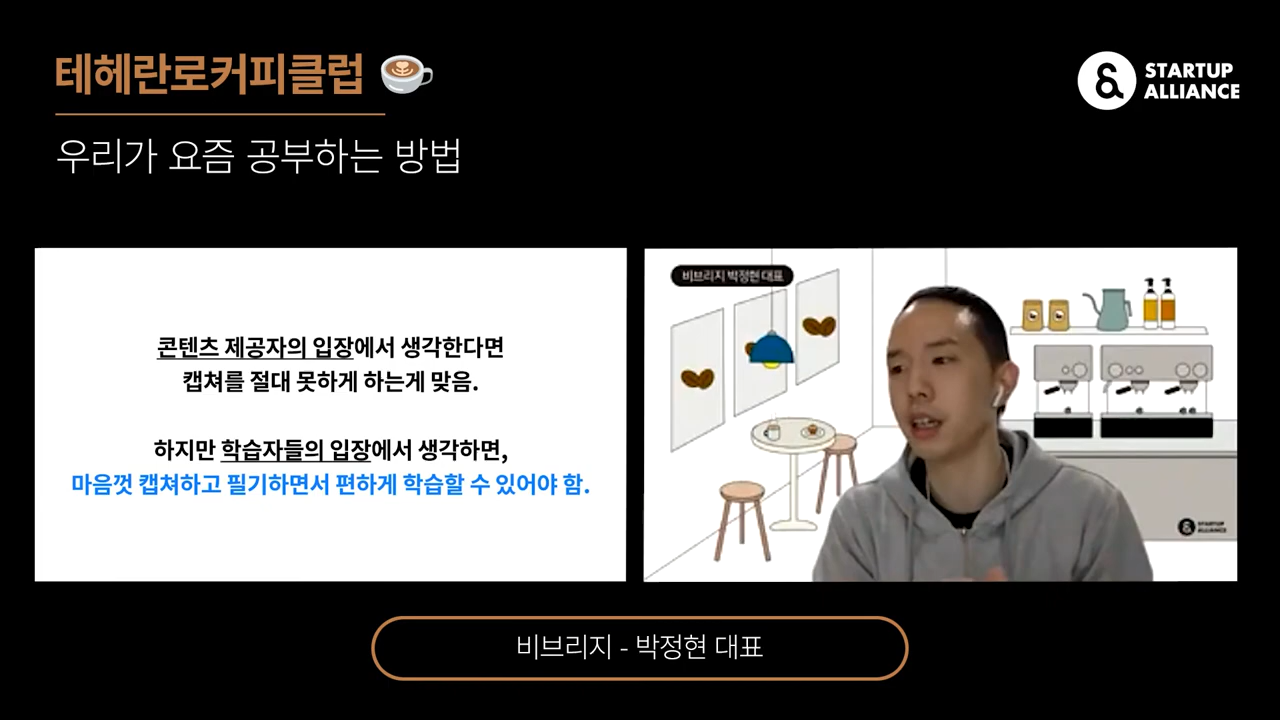 테헤란로커피클럽
STARTUP
ALLIANCE
우리가 요즘 공부하는 방법
콘텐츠 제공자의 입장에서 생각한다면
캡쳐를 절대 못하게 하는게 맞음.
하지만 학습자들의 입장에서 생각하면,
마음껏 캡쳐하고 필기하면서 편하게 학습할 수 있어야 함.
비브리지 박정현 대표
STARTUP
ALLIANCE
비브리지 - 박정현 대표